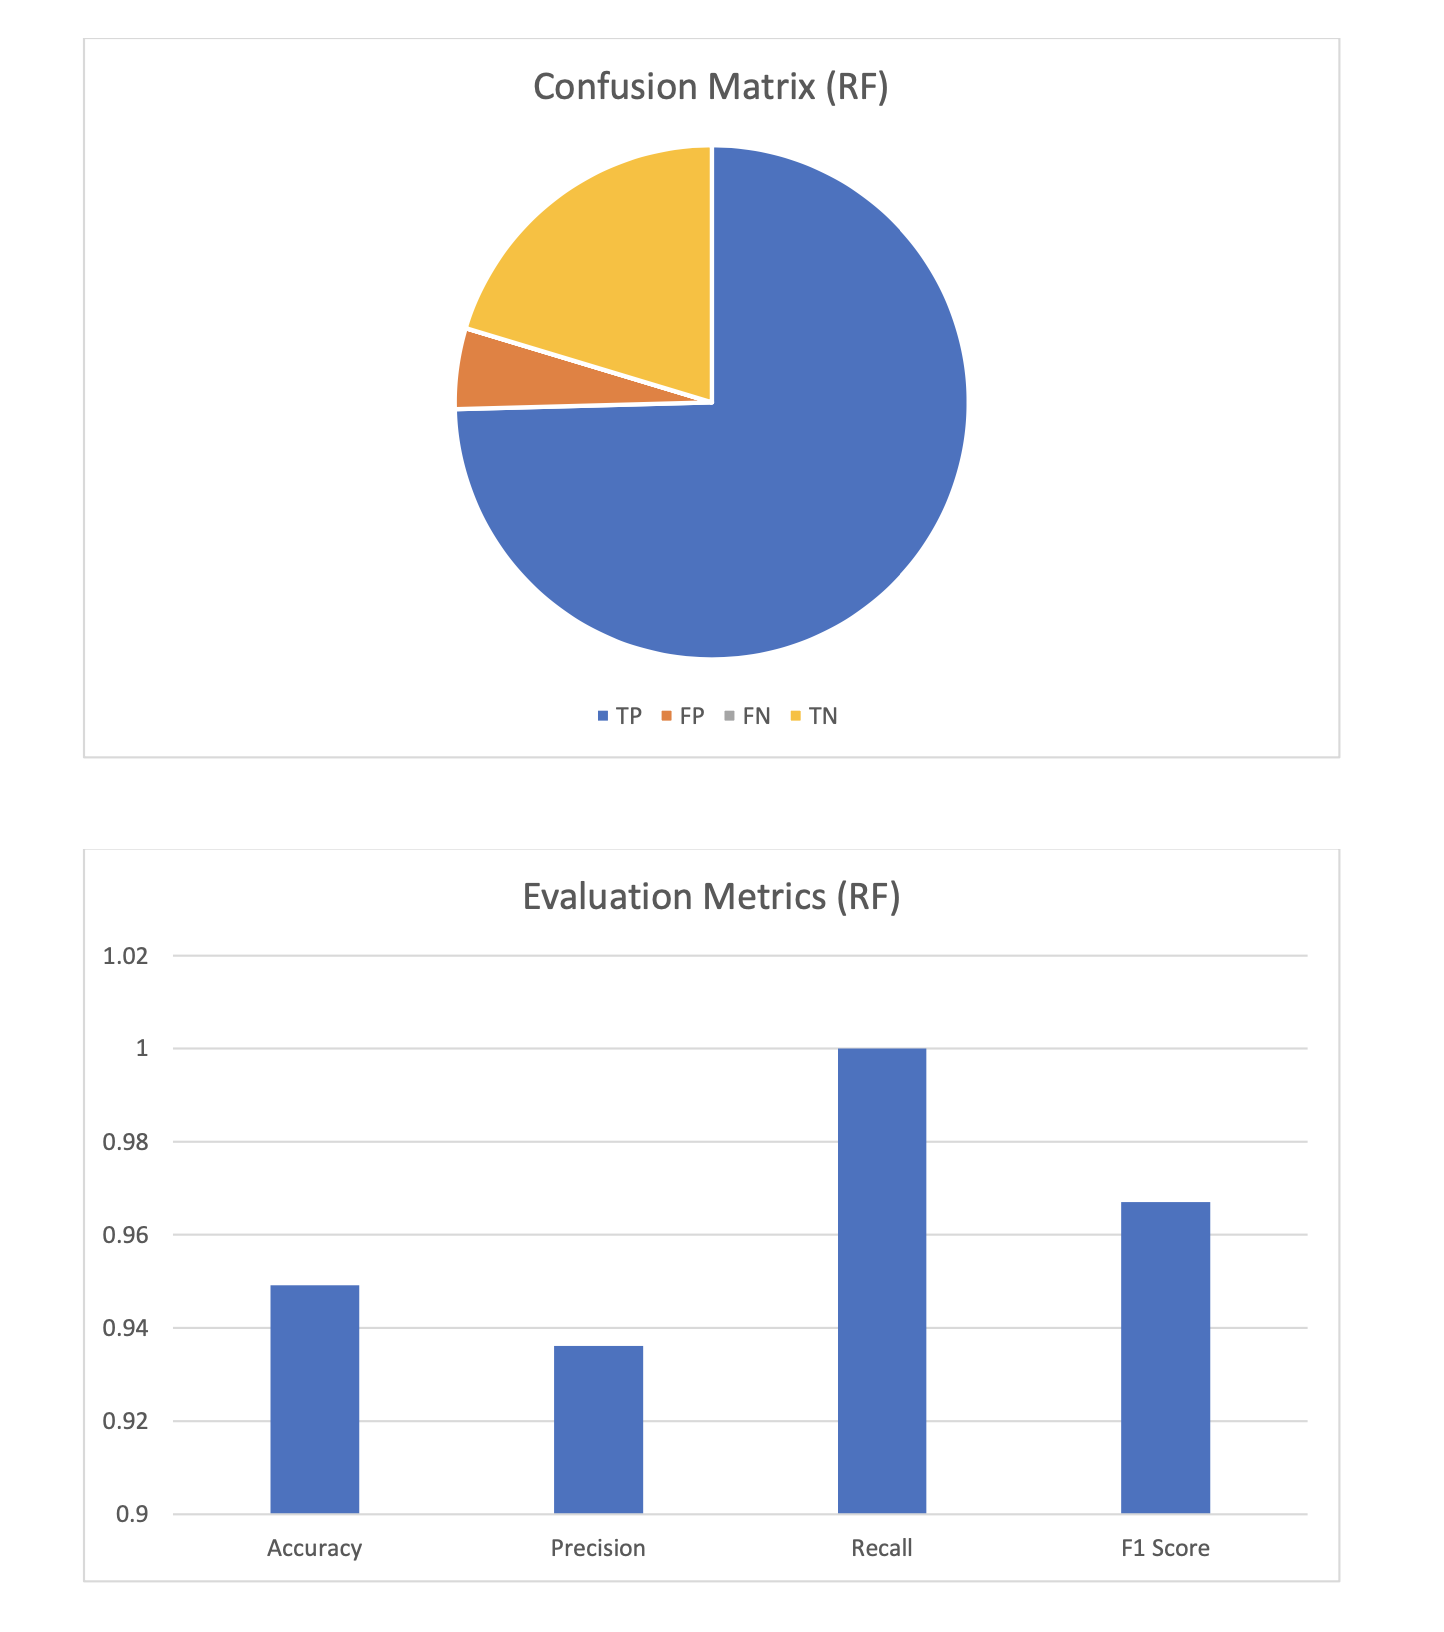 Confusion Matrix (RF)
TP FP FN TN
Evaluation Metrics (RF)
1.02
1
0.98
0.96
0.94
0.92
0.9
Accuracy Precision Recall F1 Score